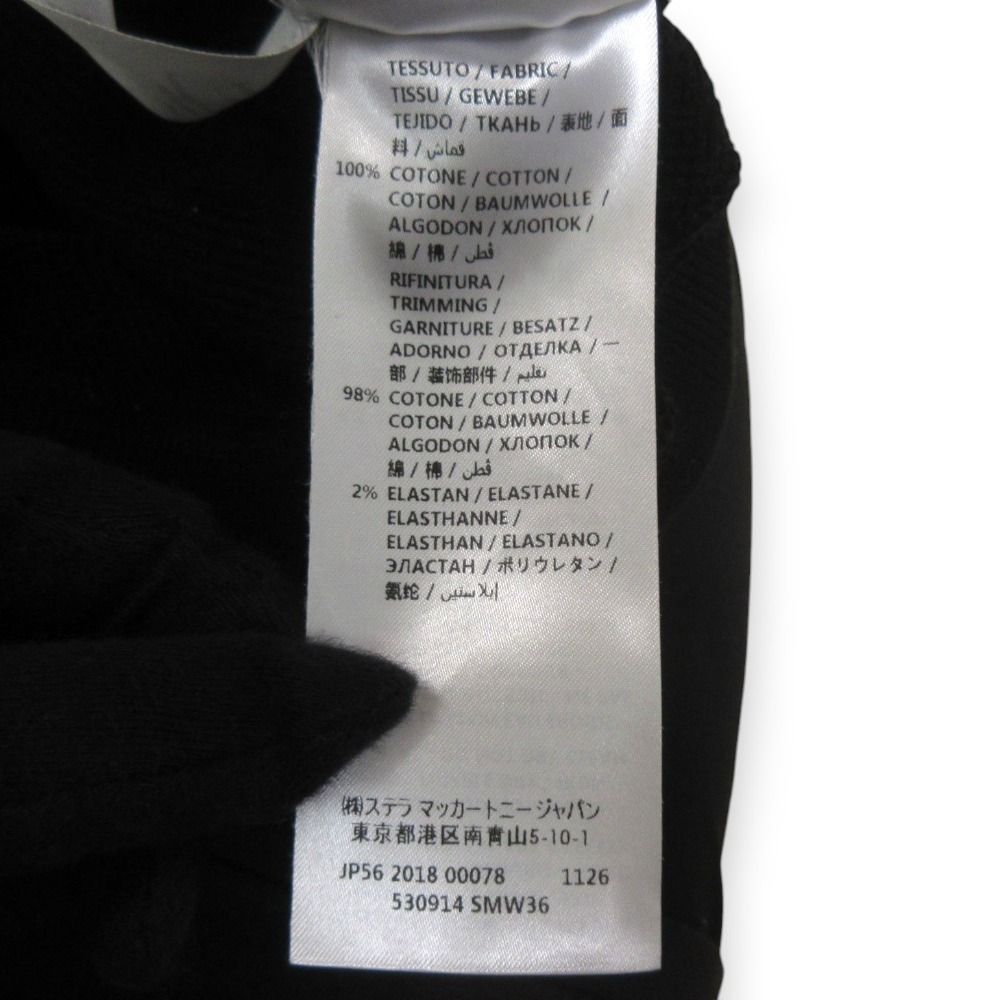 TESSUTO / FABRIC /
TISSU / GEWEBE /
TEJIDO / ТКАНЬ / 表地 / 面
料 / قماش
100% COTONE / COTTON /
COTON / BAUMWOLLE /
ALGODON / ХЛОПОК /
綿 / 棉 / قطن
RIFINITURA /
TRIMMING /
GARNITURE / BESATZ /
ADORNO / ОТДЕЛКА / 一
部 / 装饰部件 / تقليم
98% COTONE / COTTON /
COTON / BAUMWOLLE /
ALGODON / ХЛОПОК /
綿 / 棉 / قطن
2% ELASTAN / ELASTANE /
ELASTHANNE /
ELASTHAN / ELASTANO /
ЭЛАСТАН / ポリウレタン /
氨纶 / إيلاستين
㈱ステラ マッカートニージャパン
東京都港区南青山5-10-1
JP56 2018 00078 1126
530914 SMW36